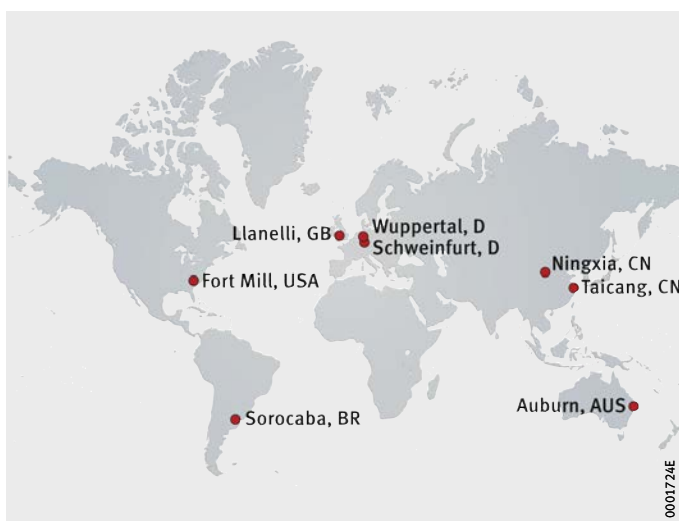 Llanelli, GB
Wuppertal, D
Schweinfurt, D
Ningxia, CN
Fort Mill, USA
Taicang, CN
Auburn, AUS
Sorocaba, BR
0001724E